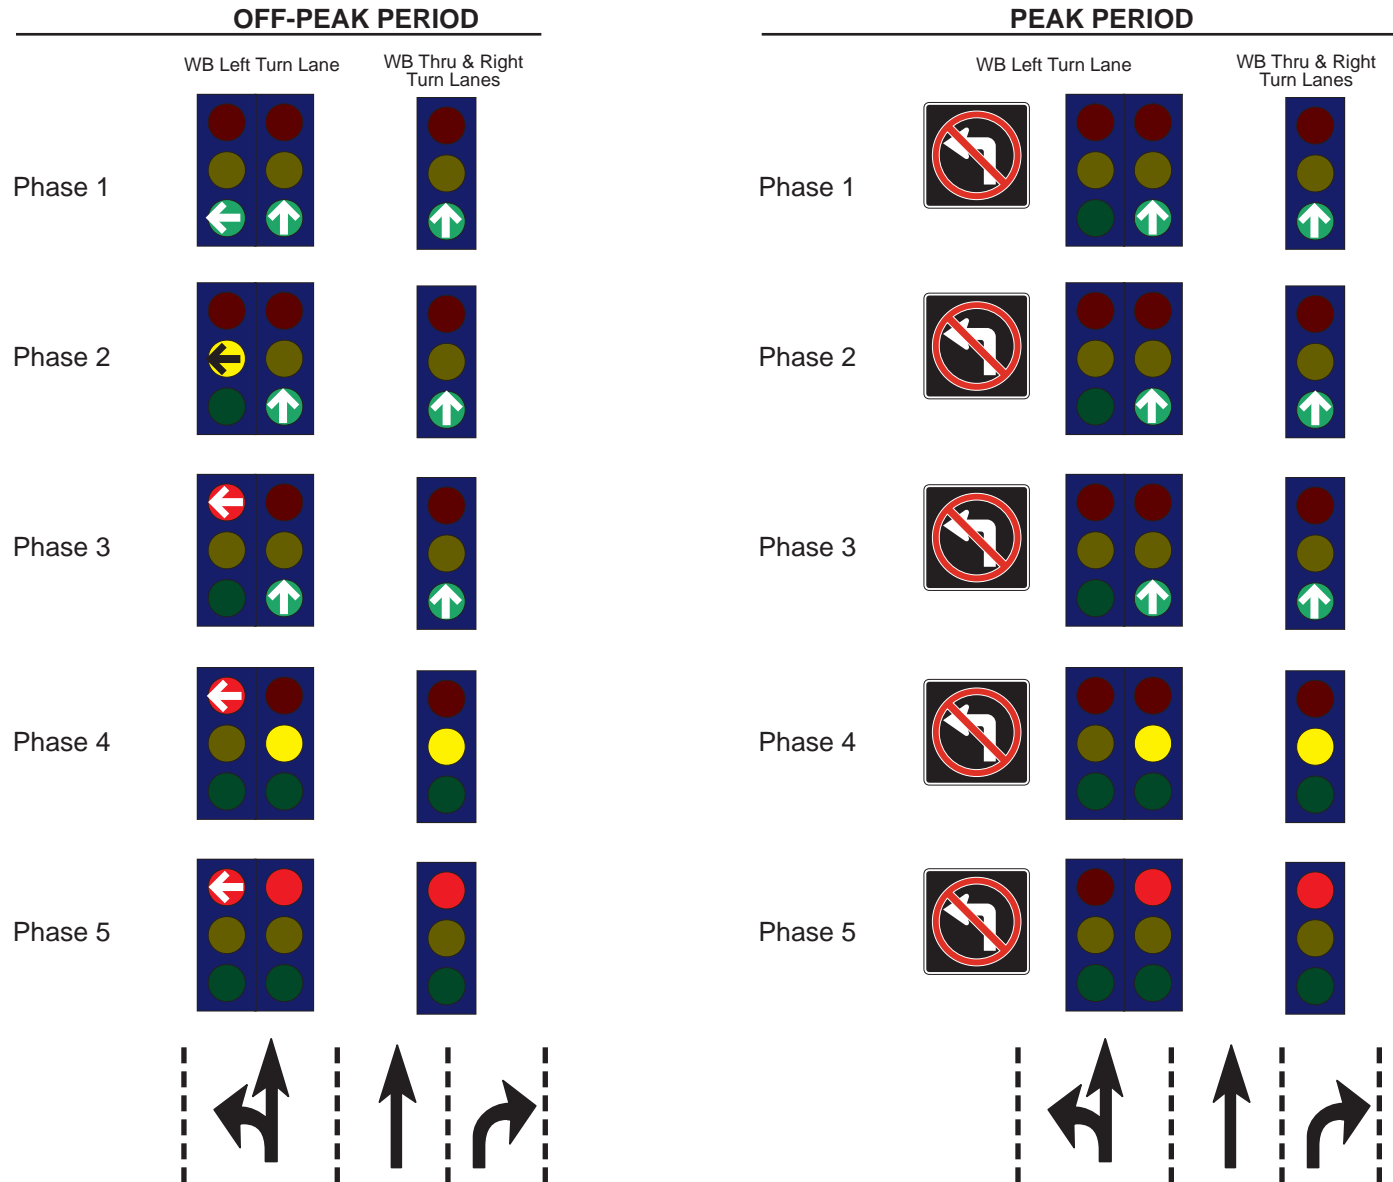 OFF-PEAK PERIOD
PEAK PERIOD
WB Left Turn Lane
WB Thru & Right
Turn Lanes
WB Left Turn Lane
WB Thru & Right
Turn Lanes
Phase 1
Phase 1
Phase 2
Phase 2
Phase 3
Phase 3
Phase 4
Phase 4
Phase 5
Phase 5